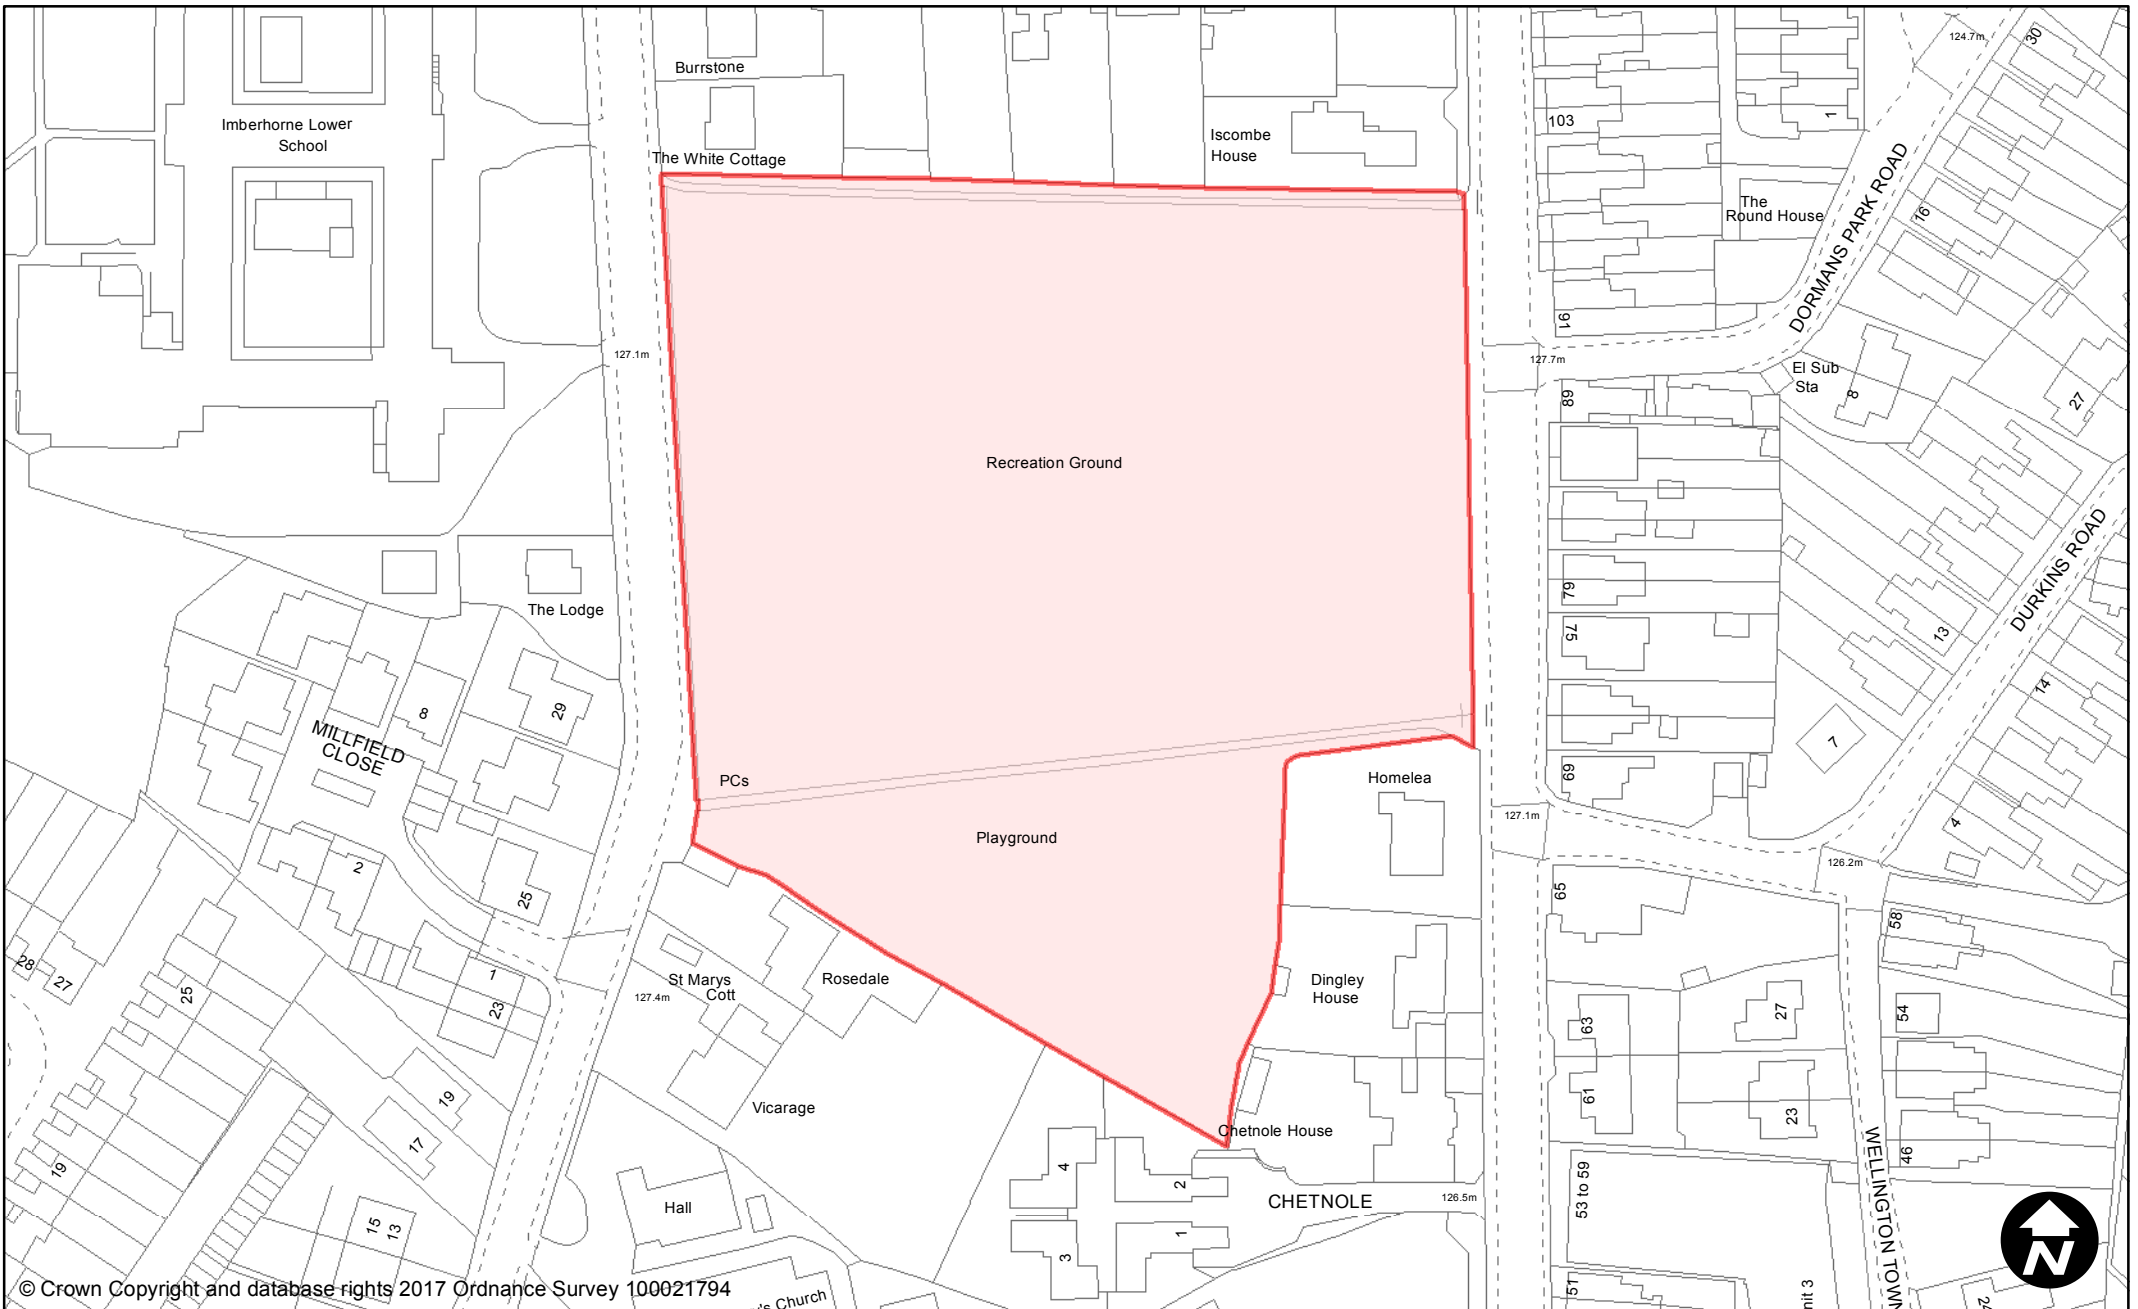 Burrstone
Imberhorne Lower
School
The White Cottage
Iscombe
House
103
1
124.7m
30
The
Round House
16
DORMANS PARK ROAD
91
127.1m
127.7m
El Sub
Sta
8
27
68
Recreation Ground
The Lodge
79
75
13
DURKINS ROAD
14
29
8
MILLFIELD
CLOSE
7
PCs
Homelea
69
127.1m
4
126.2m
Playground
2
25
65
58
28
27
25
1
23
127.4m
St Marys
Cott
Rosedale
Dingley
House
63
27
54
61
23
19
17
Vicarage
Chetnole House
46
19
4
2
CHETNOLE
126.5m
53 to 59
WELLINGTON TOWN
15
13
Hall
3
1
51
nit 3
N
© Crown Copyright and database rights 2017 Ordnance Survey 100021794
's Church